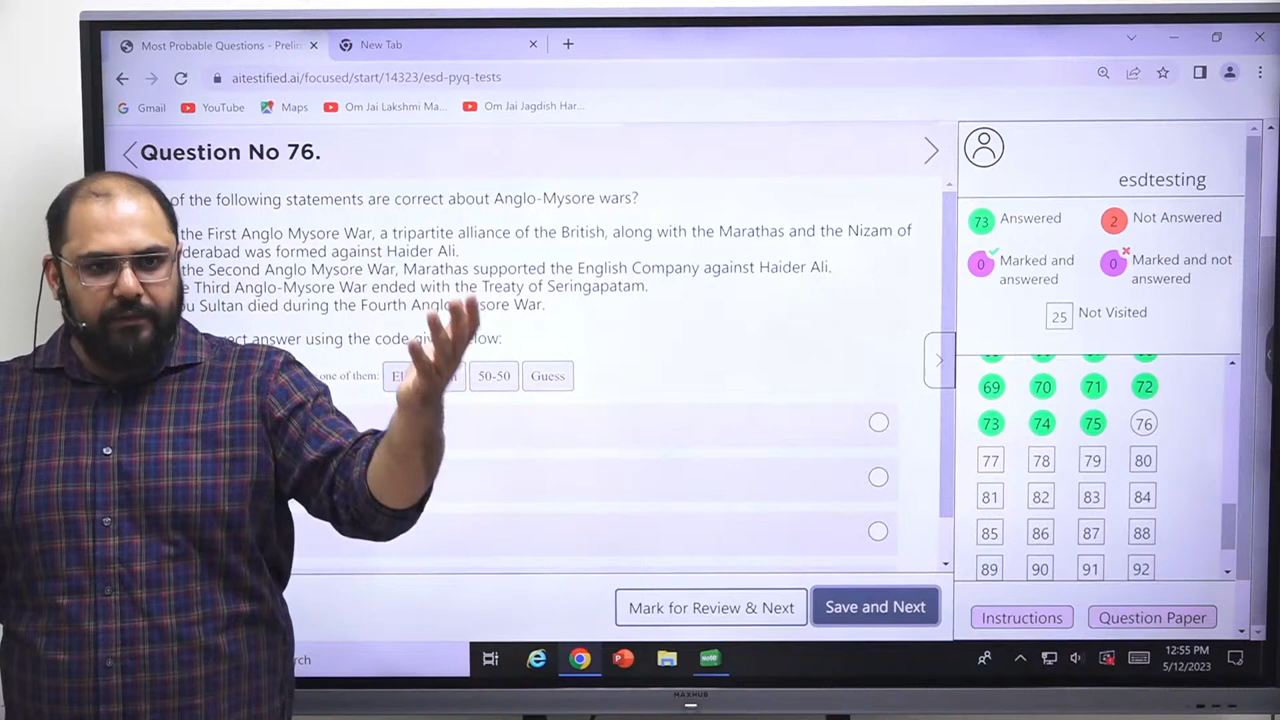 Most Probable Questions - Prelin
New Tab
aitestified.ai/focused/start/14323/esd-pyq-tests
Gmail
YouTube
Maps
Om Jai Lakshmi Ma...
Om Jai Jagdish Har...
Question No 76.
of the following statements are correct about Anglo-Mysore wars?
the First Anglo Mysore War, a tripartite alliance of the British, along with the Marathas and the Nizam of
derabad was formed against Haider Ali.
the Second Anglo Mysore War, Marathas supported the English Company against Haider Ali.
Third Anglo-Mysore War ended with the Treaty of Seringapatam.
Sultan died during the Fourth Anglo War.
answer using the code
one of them:
50-50
Guess
Mark for Review & Next
Save and Next
esdtesting
73 Answered
2 Not Answered
0 Marked and answered
0 Marked and not answered
25 Not Visited
69 70 71 72
73 74 75 76
77 78 79 80
81 82 83 84
85 86 87 88
89 90 91 92
Instructions
Question Paper
rch
note
12:55 PM
5/12/2023
MAXHUB